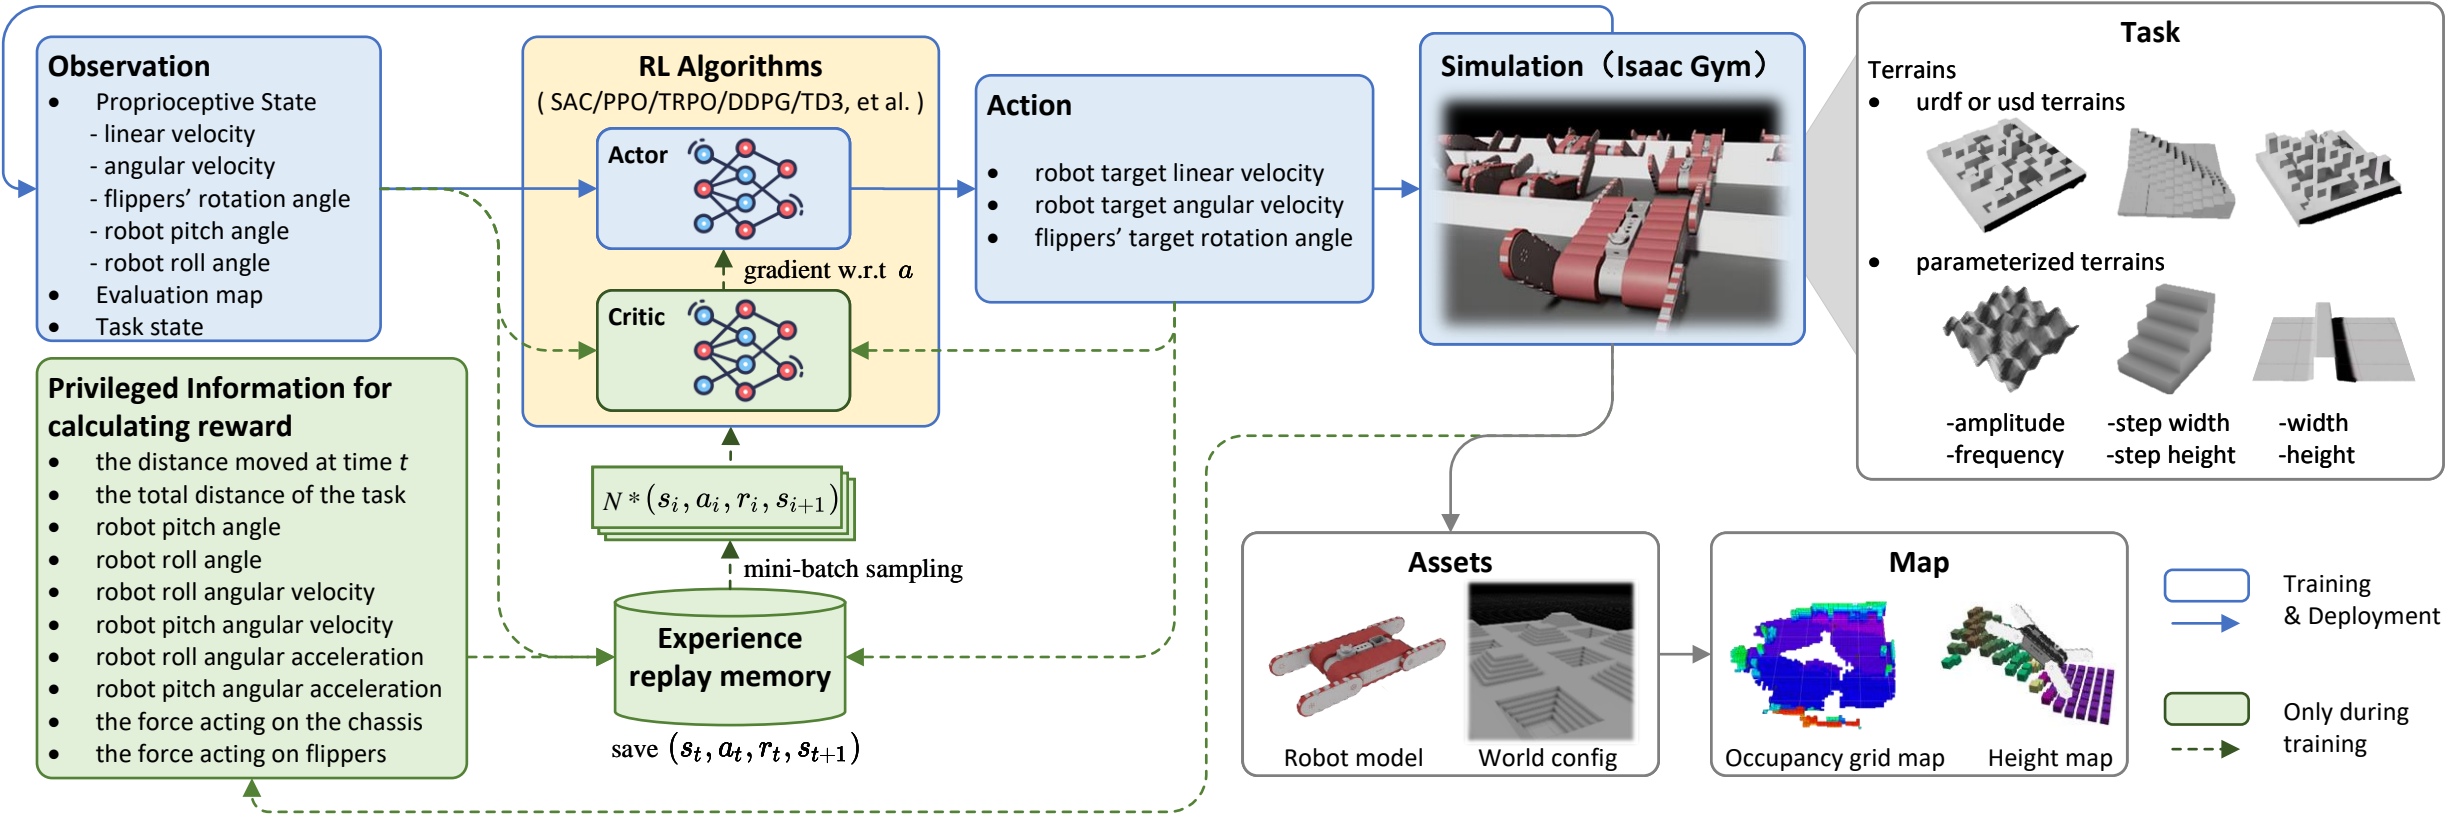 Observation
• Proprioceptive State
- linear velocity
- angular velocity
- flippers’ rotation angle
- robot pitch angle
- robot roll angle
• Evaluation map
• Task state
Privileged Information for
calculating reward
• the distance moved at time t
• the total distance of the task
• robot pitch angle
• robot roll angle
• robot roll angular velocity
• robot pitch angular velocity
• robot roll angular acceleration
• robot pitch angular acceleration
• the force acting on the chassis
• the force acting on flippers
RL Algorithms
( SAC/PPO/TRPO/DDPG/TD3, et al. )
Actor
gradient w.r.t a
Critic
N * (s_i, a_i, r_i, s_{i+1})
mini-batch sampling
Experience
replay memory
save (s_t, a_t, r_t, s_{t+1})
Action
• robot target linear velocity
• robot target angular velocity
• flippers’ target rotation angle
Simulation（Isaac Gym）
Task
Terrains
• urdf or usd terrains
• parameterized terrains
-amplitude
-frequency
-step width
-step height
-width
-height
Assets
Robot model
World config
Map
Occupancy grid map
Height map
Training
& Deployment
Only during
training